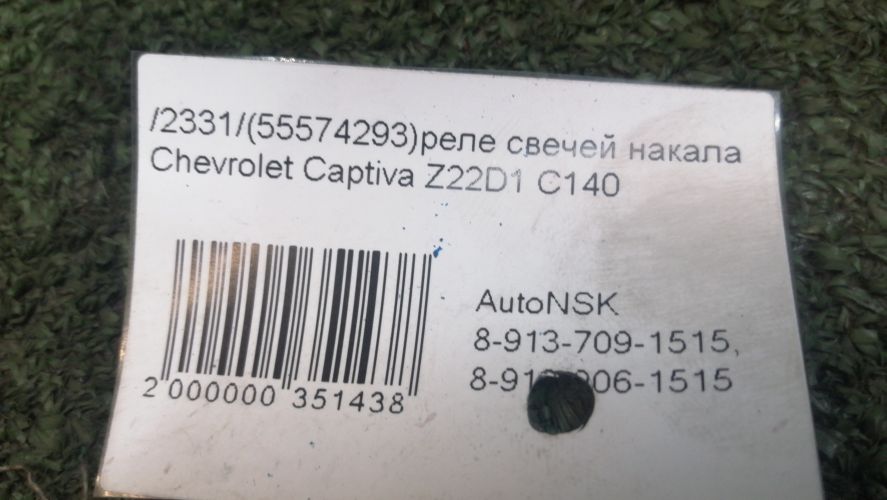 /2331/(55574293)реле свечей накала
Chevrolet Captiva Z22D1 C140
AutoNSK
8-913-709-1515,
2 000000 351438